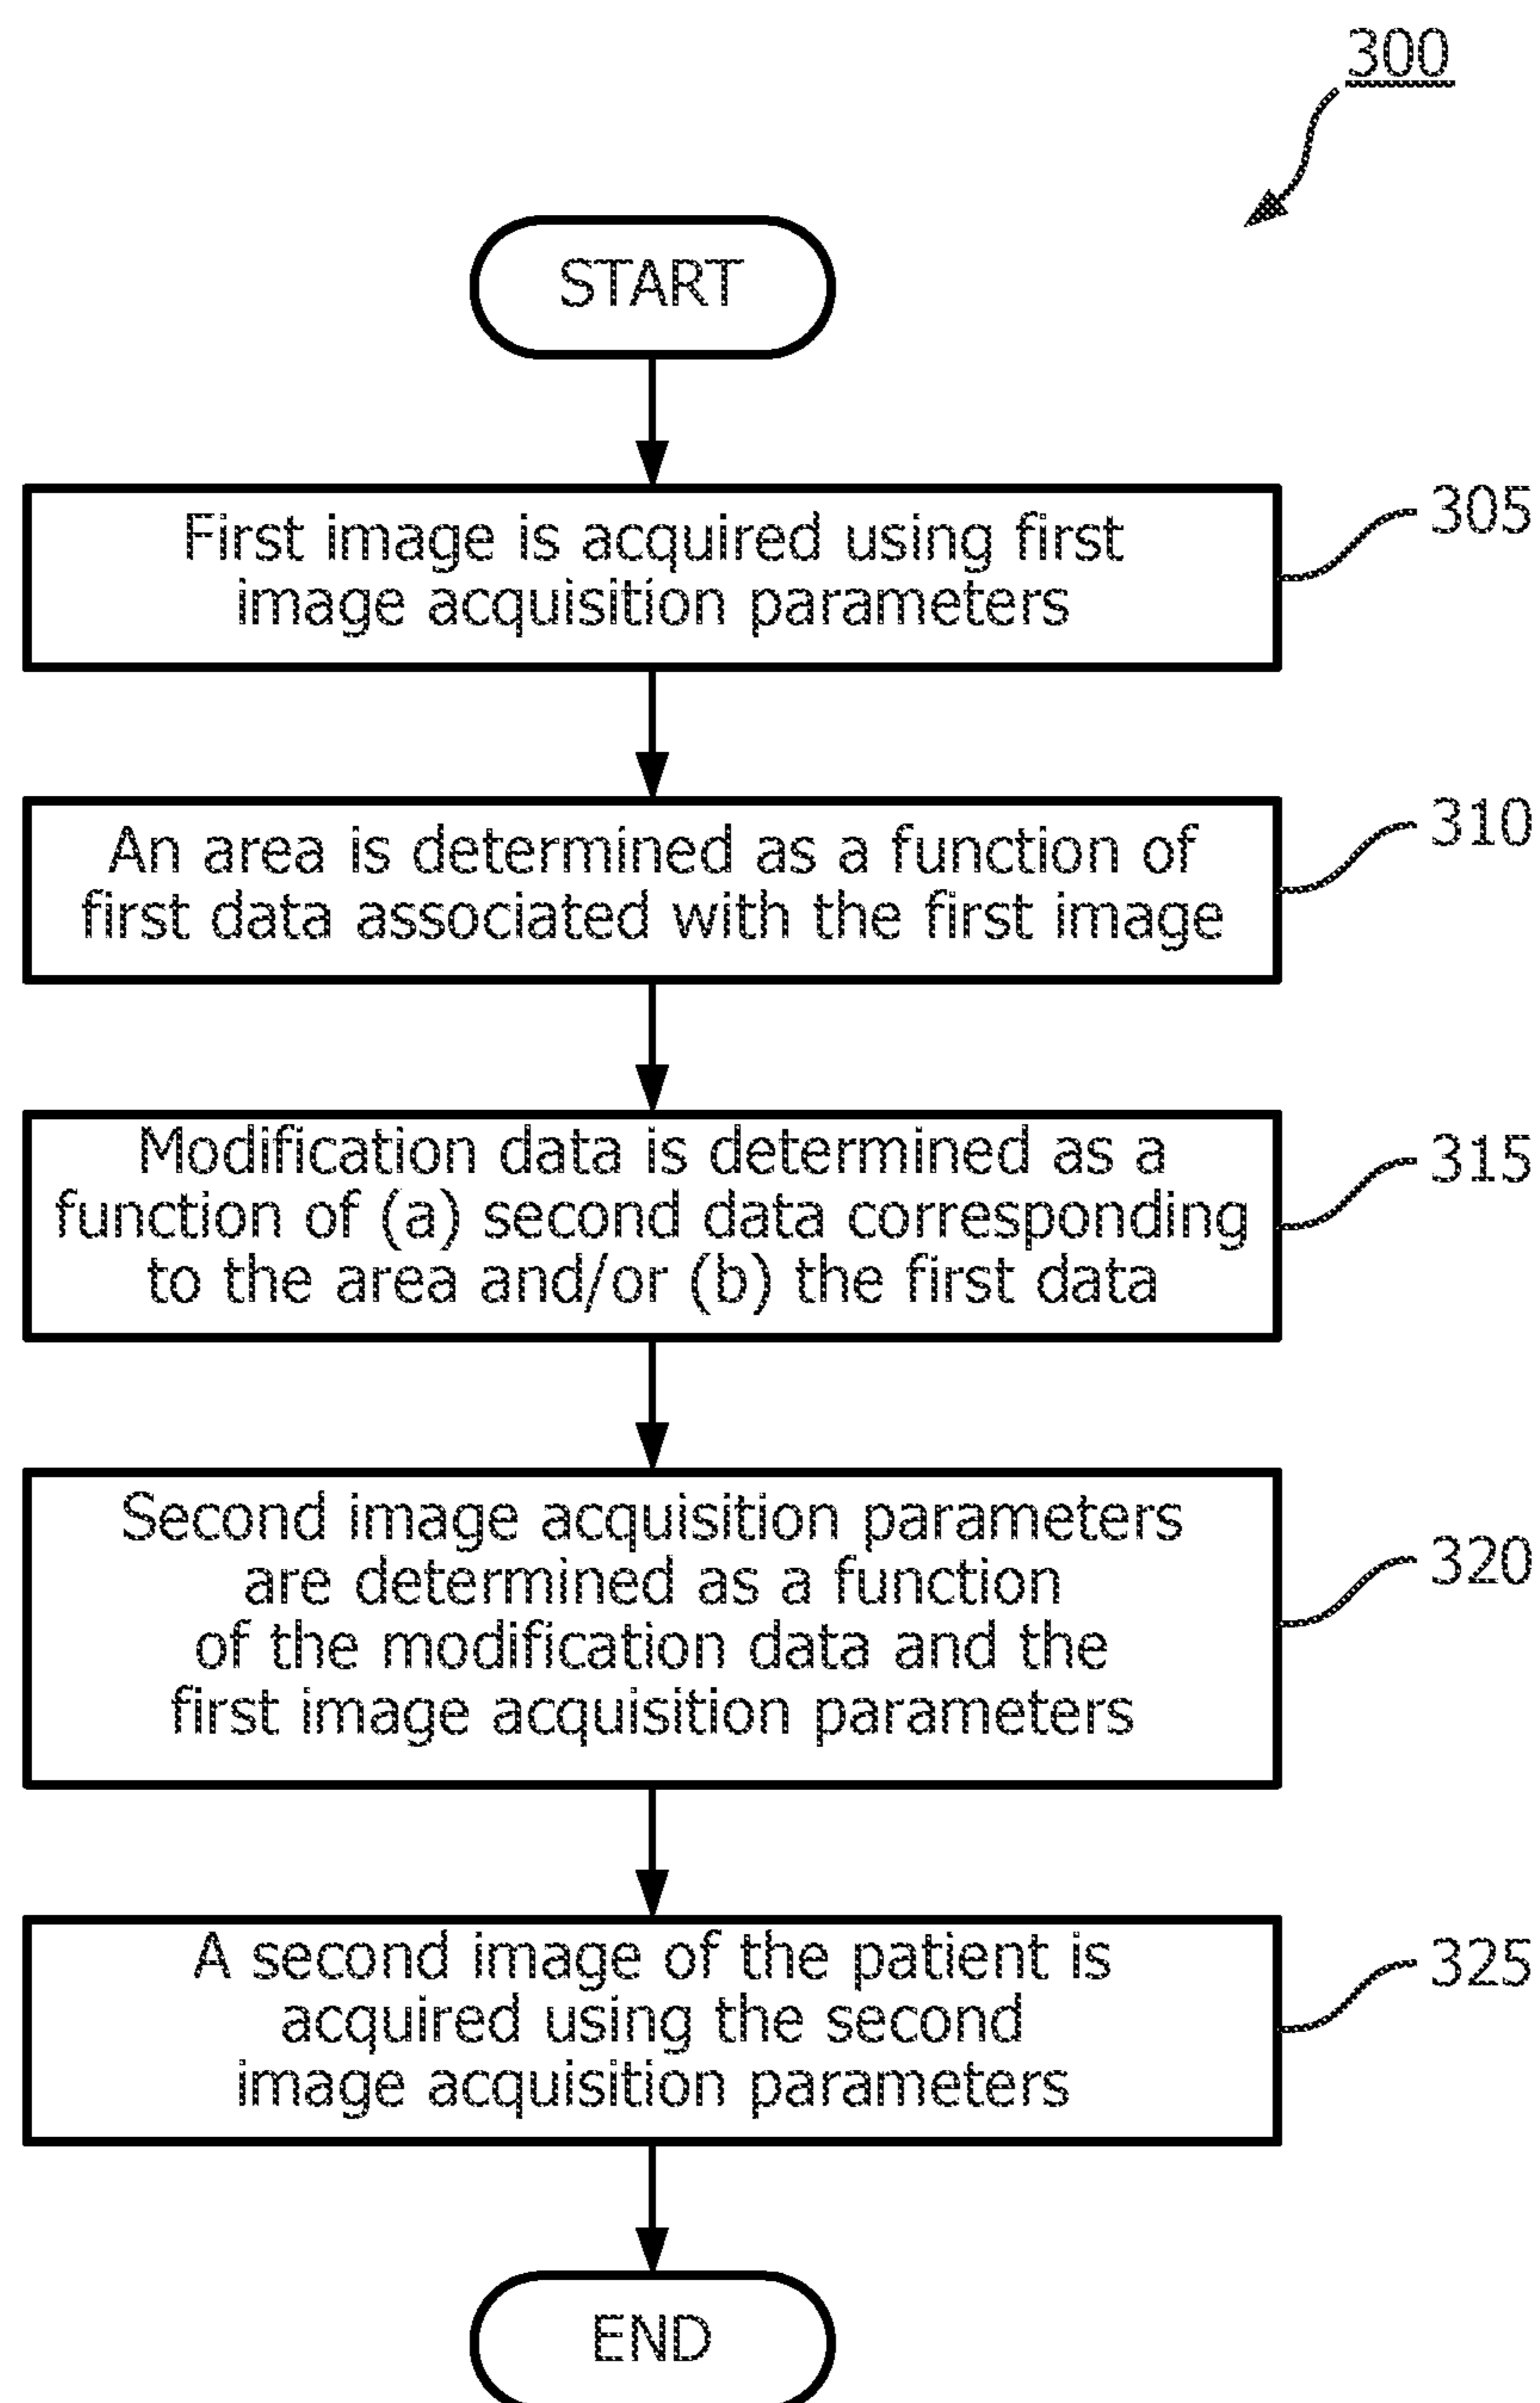 300
START
First image is acquired using first
image acquisition parameters
305
An area is determined as a function of
first data associated with the first image
310
Modification data is determined as a
function of (a) second data corresponding
to the area and/or (b) the first data
315
Second image acquisition parameters
are determined as a function
of the modification data and the
first image acquisition parameters
320
A second image of the patient is
acquired using the second
image acquisition parameters
325
END